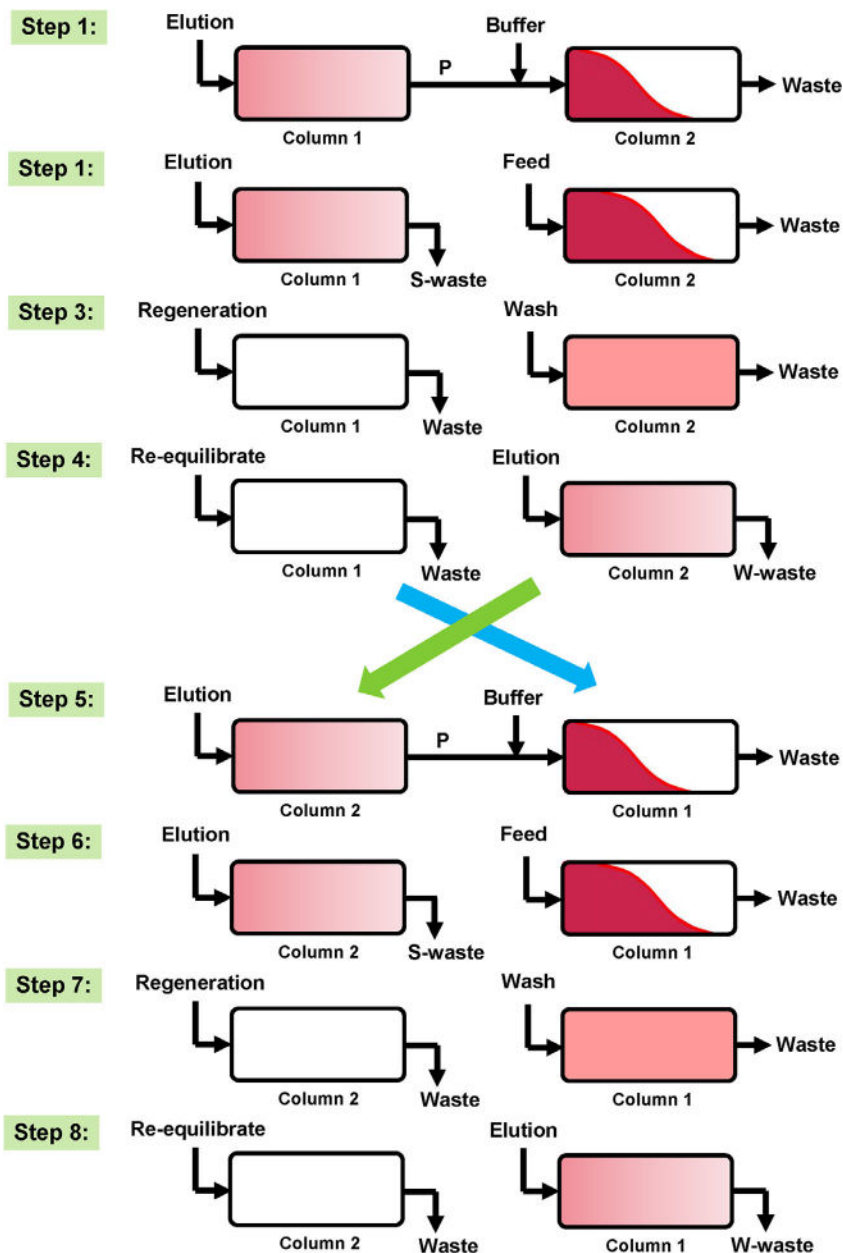 Step 1:
Elution
Buffer
P
Waste
Column 1
Column 2
Step 1:
Elution
Feed
Waste
Column 1
S-waste
Column 2
Step 3:
Regeneration
Wash
Waste
Column 1
Waste
Column 2
Step 4:
Re-equilibrate
Elution
Column 1
Waste
Column 2
W-waste
Step 5:
Elution
Buffer
P
Waste
Column 2
Column 1
Step 6:
Elution
Feed
Waste
Column 2
S-waste
Column 1
Step 7:
Regeneration
Wash
Waste
Column 2
Waste
Column 1
Step 8:
Re-equilibrate
Elution
Column 2
Waste
Column 1
W-waste